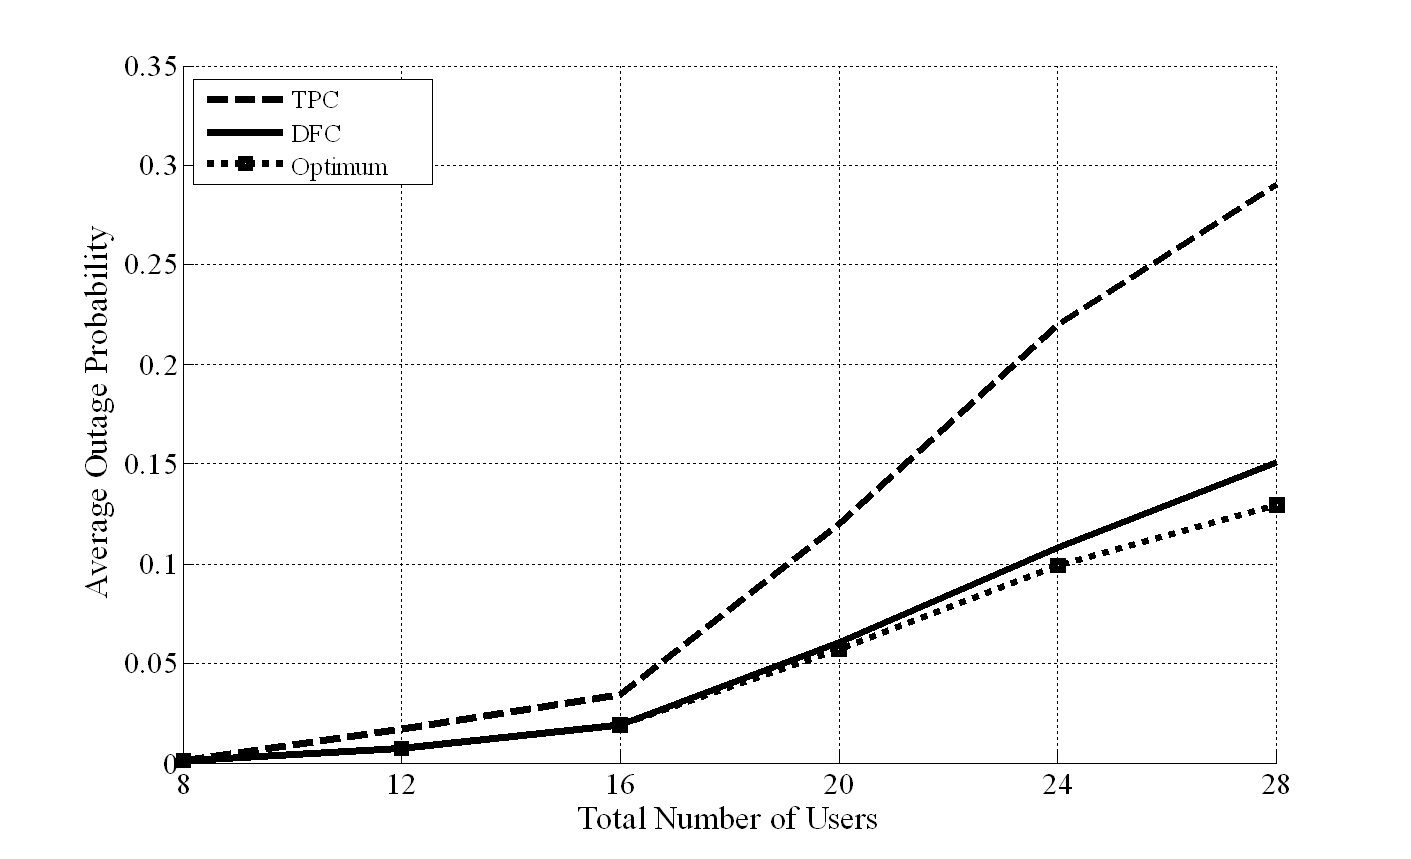 0.35
0.3
0.25
0.2
0.15
0.1
0.05
0
Average Outage Probability
TPC
DFC
Optimum
8 12 16 20 24 28
Total Number of Users